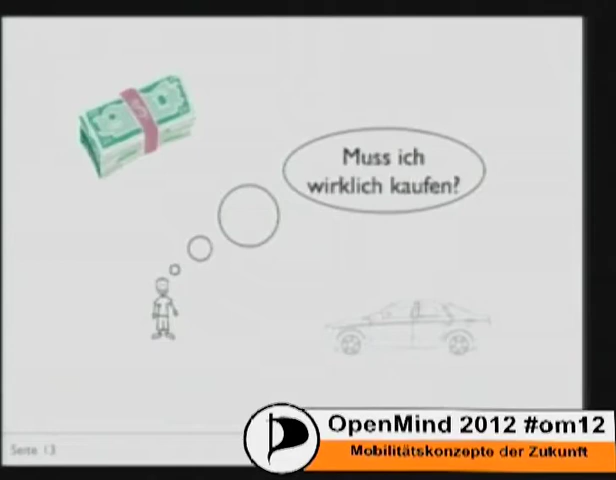 Muss ich
wirklich kaufen?
Seite 13
OpenMind 2012 #om12
Mobilitätskonzepte der Zukunft